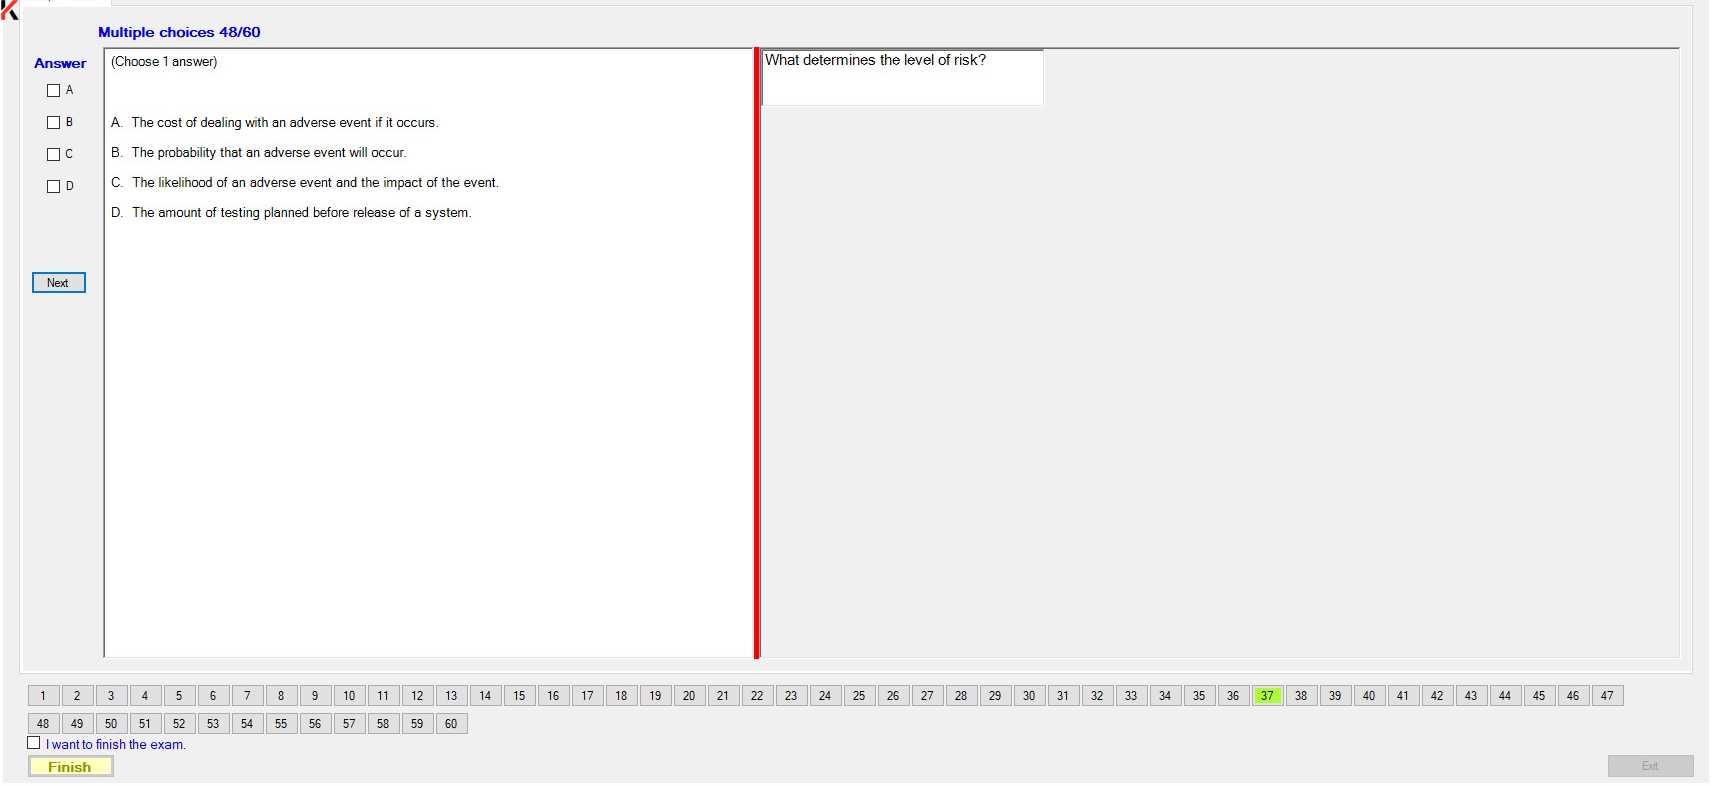 Multiple choices 48/60
Answer
(Choose 1 answer)
What determines the level of risk?
A
B
C
D
A. The cost of dealing with an adverse event if it occurs.
B. The probability that an adverse event will occur.
C. The likelihood of an adverse event and the impact of the event.
D. The amount of testing planned before release of a system.
Next
1 2 3 4 5 6 7 8 9 10 11 12 13 14 15 16 17 18 19 20 21 22 23 24 25 26 27 28 29 30 31 32 33 34 35 36 37 38 39 40 41 42 43 44 45 46 47
48 49 50 51 52 53 54 55 56 57 58 59 60
I want to finish the exam.
Finish
Exit